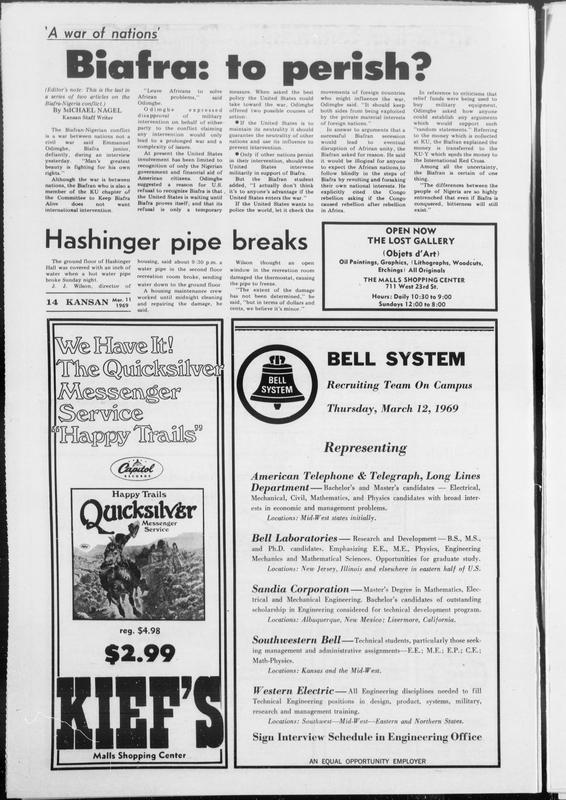 'A war of nations'
Biafra: to perish?
(Editor's note: This is the last in
a series of two articles on the
Biafra-Nigeria conflict.)
By MICHAEL NAGEL
Kansan Staff Writer
The Biafran-Nigerian conflict
is a war between nations not a
civil war said Emmanuel
Odimgbe, Biafra junior,
defiantly, during an interview
yesterday. "Man's greatest
beauty is fighting for his own
rights."
Although the war is between
nations, the Biafran who is also a
member of the KU chapter of
the Committee to Keep Biafra
Alive does not want
international intervention.
"Leave Africans to solve
African problems," said
Odimgbe.
Odimgbe expressed
disapproval of military
intervention on behalf of either
party to the conflict claiming
any intervention would only
lead to a prolonged war and a
complexity of issues.
At present the United States
involvement has been limited to
recognition of only the Nigerian
government and financial aid of
American citizens. Odimgbe
suggested a reason for U.S.
refusal to recognize Biafra is that
the United States is waiting until
Biafra proves itself, and that its
refusal is only a temporary
measure. When asked the best
policy the United States could
take toward the war, Odimgbe
offered two possible courses of
action:
● If the United States is to
maintain its neutrality it should
guarantee the neutrality of other
nations and use its influence to
prevent intervention.
● Only if other nations persist
in their intervention, should the
United States intervene
militarily in support of Biafra.
But the Biafran student
added, "I actually don't think
it's to anyone's advantage if the
United States enters the war."
If the United States wants to
police the world, let it check the
movements of foreign countries
who might influence the war,
Odimgbe said. "It should keep
both side from being exploited
by the private material interests
of foreign nations."
In answer to arguments that a
successful Biafran secession
would lead to eventual
disruption of African unity, the
Biafran asked for reason. He said
it would be illogical for anyone
to expect the African nations to
follow blindly in the steps of
Biafra by revolting and forsaking
their own national interests. He
explicitly cited the Congo
rebellion asking if the Congo
caused rebellion after rebellion
in Africa.
In reference to criticisms that
relief funds were being used to
buy military equipment,
Odimgbe asked how anyone
could establish any arguments
which would support such
"random statements." Referring
to the money which is collected
at KU, the Biafran explained the
money is transferred to the
NU-Y which sends the money to
the International Red Cross.
Among all the uncertainty,
the Biafran is certain of one
thing.
"The differences between the
people of Nigeria are so highly
entrenched that even if Biafra is
conquered, bitterness will still
exist."
Hashinger pipe breaks
The ground floor of Hashinger
Hall was covered with an inch of
water when a hot water pipe
broke Sunday night.
J. J. Wilson, director of
14 KANSAN Mar. 11
1969
housing, said about 9:30 p.m. a
water pipe in the second floor
recreation room broke, sending
water down to the ground floor.
A housing maintenance crew
worked until midnight cleaning
and repairing the damage, he
said.
Wilson thought an open
window in the recreation room
damaged the thermostat, causing
the pipe to freeze.
"The extent of the damage
has not been determined," he
said, "but in terms of dollars and
cents, we believe it's minor."
OPEN NOW
THE LOST GALLERY
(Objets d'Art)
Oil Paintings, Graphics, Lithographs, Woodcuts,
Etchings: All Originals
THE MALLS SHOPPING CENTER
711 West 23rd St.
Hours: Daily 10:30 to 9:00
Sundays 12:00 to 8:00
We Have It!
The Quicksilver
Messenger
Service
"Happy Trails"
Capitol
RECORDS
Happy Trails
Quicksilver
Messenger
Service
reg. $4.98
$2.99
KIEF'S
Malls Shopping Center
BELL
SYSTEM
BELL SYSTEM
Recruiting Team On Campus
Thursday, March 12, 1969
Representing
American Telephone & Telegraph, Long Lines
Department — Bachelor's and Master's candidates — Electrical,
Mechanical, Civil, Mathematics, and Physics candidates with broad inter-
ests in economic and management problems.
Locations: Mid-West states initially.
Bell Laboratories — Research and Development — B.S., M.S.,
and Ph.D. candidates. Emphasizing E.E., M.E., Physics, Engineering
Mechanics and Mathematics Sciences. Opportunities for graduate study.
Locations: New Jersey, Illinois and elsewhere in eastern half of U.S.
Sandia Corporation — Master's Degree in Mathematics, Elec-
trical and Mechanical Engineering. Bachelor's candidates of outstanding
scholarship in Engineering considered for technical development program.
Locations: Albuquerque, New Mexico; Livermore, California.
Southwestern Bell — Technical students, particularly those seek-
ing management and administrative assignments—E.E.; M.E.; E.P.; C.E.;
Math-Physics.
Locations: Kansas and the Mid-West.
Western Electric — All Engineering disciplines needed to fill
Technical Engineering positions in design, product, systems, military,
research and management training.
Locations: Southwest—Mid-West—Eastern and Northern States.
Sign Interview Schedule in Engineering Office
AN EQUAL OPPORTUNITY EMPLOYER